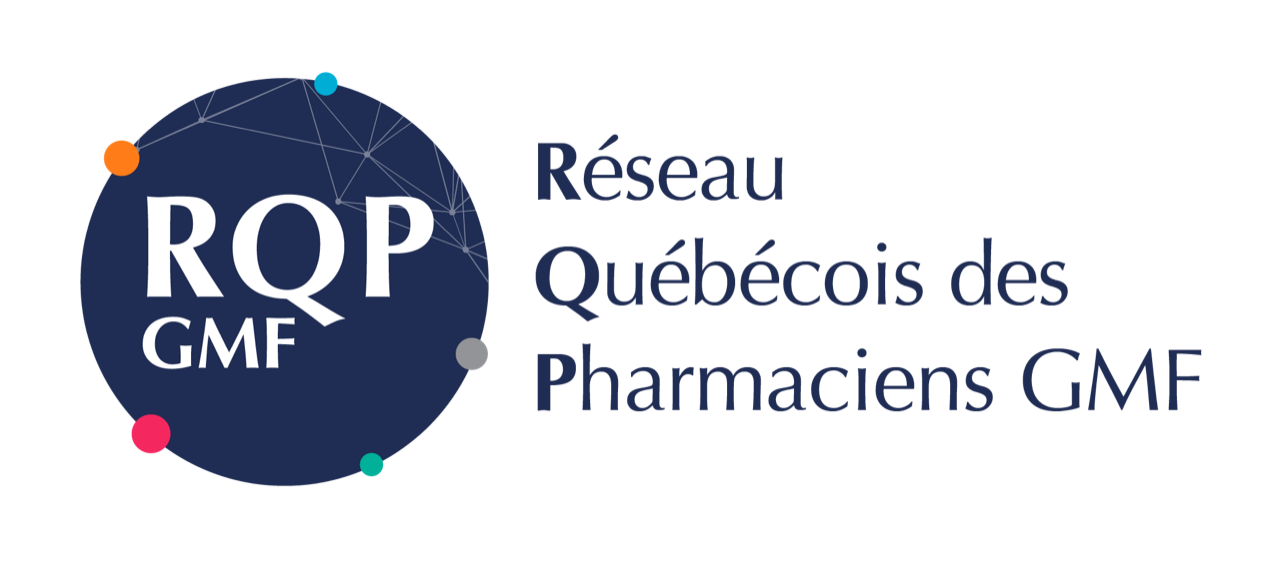 RQP
GMF
Réseau
Québécois des
Pharmaciens GMF